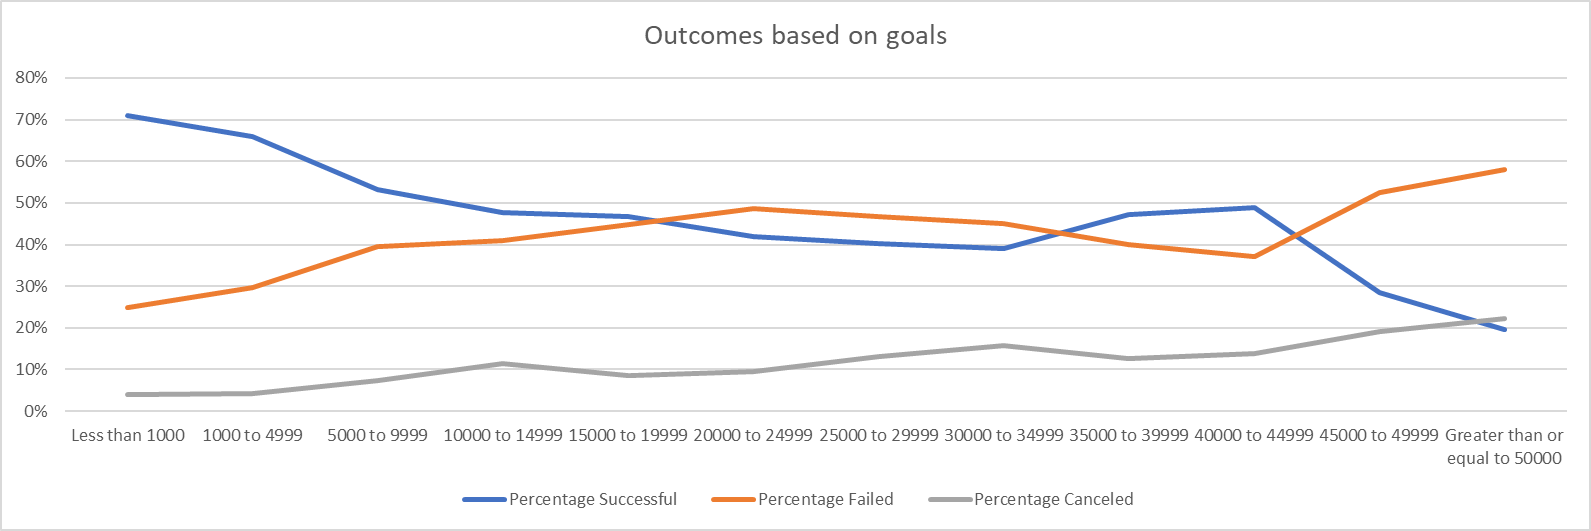 Outcomes based on goals
80%
70%
60%
50%
40%
30%
20%
10%
0%
Less than 1000 1000 to 4999 5000 to 9999 10000 to 14999 15000 to 19999 20000 to 24999 25000 to 29999 30000 to 34999 35000 to 39999 40000 to 44999 45000 to 49999 Greater than or
equal to 50000
Percentage Successful Percentage Failed Percentage Canceled